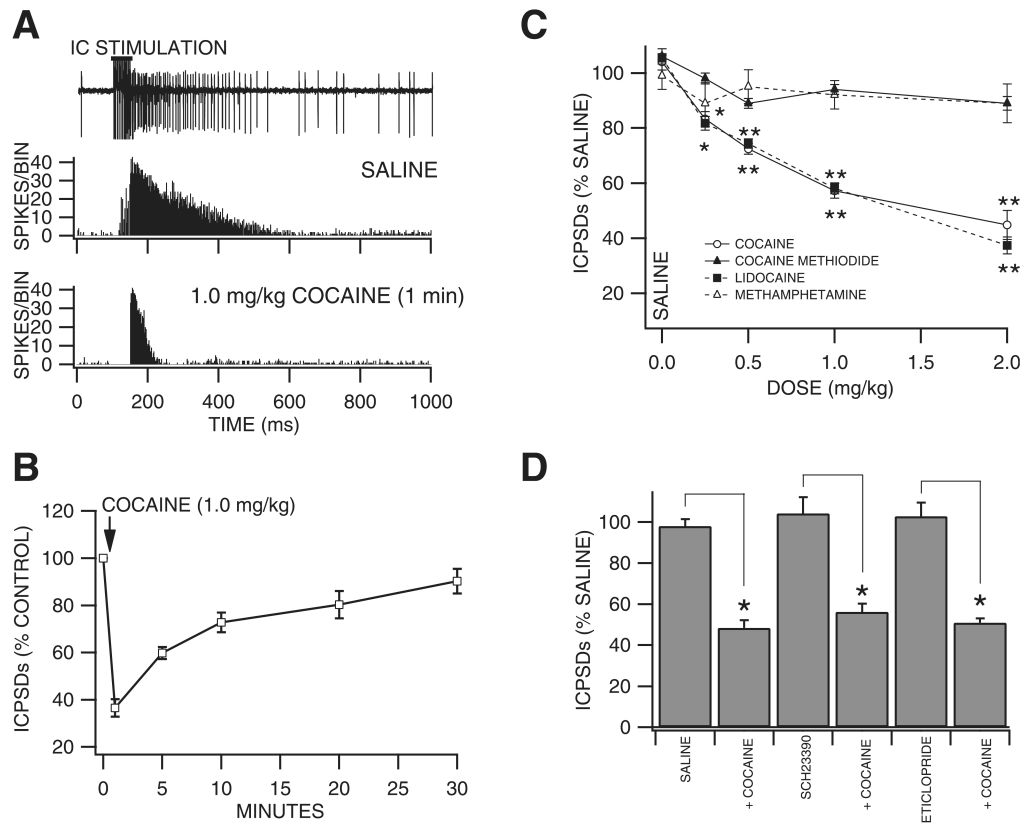 A
IC STIMULATION
SPIKES/BIN
40
30
20
10
0
SALINE
SPIKES/BIN
40
30
20
10
0
1.0 mg/kg COCAINE (1 min)
0 200 400 600 800 1000
TIME (ms)
B
COCAINE (1.0 mg/kg)
ICPSDs (% CONTROL)
120
100
80
60
40
20
0 5 10 15 20 25 30
MINUTES
C
ICPSDs (% SALINE)
100
80
60
40
20
*
*
**
**
**
**
**
**
SALINE
COCAINE
COCAINE METHIODIDE
LIDOCAINE
METHAMPHETAMINE
0.0 0.5 1.0 1.5 2.0
DOSE (mg/kg)
D
ICPSDs (% SALINE)
100
80
60
40
20
0
*
*
*
SALINE
+ COCAINE
SCH23390
+ COCAINE
ETICLOPRIDE
+ COCAINE